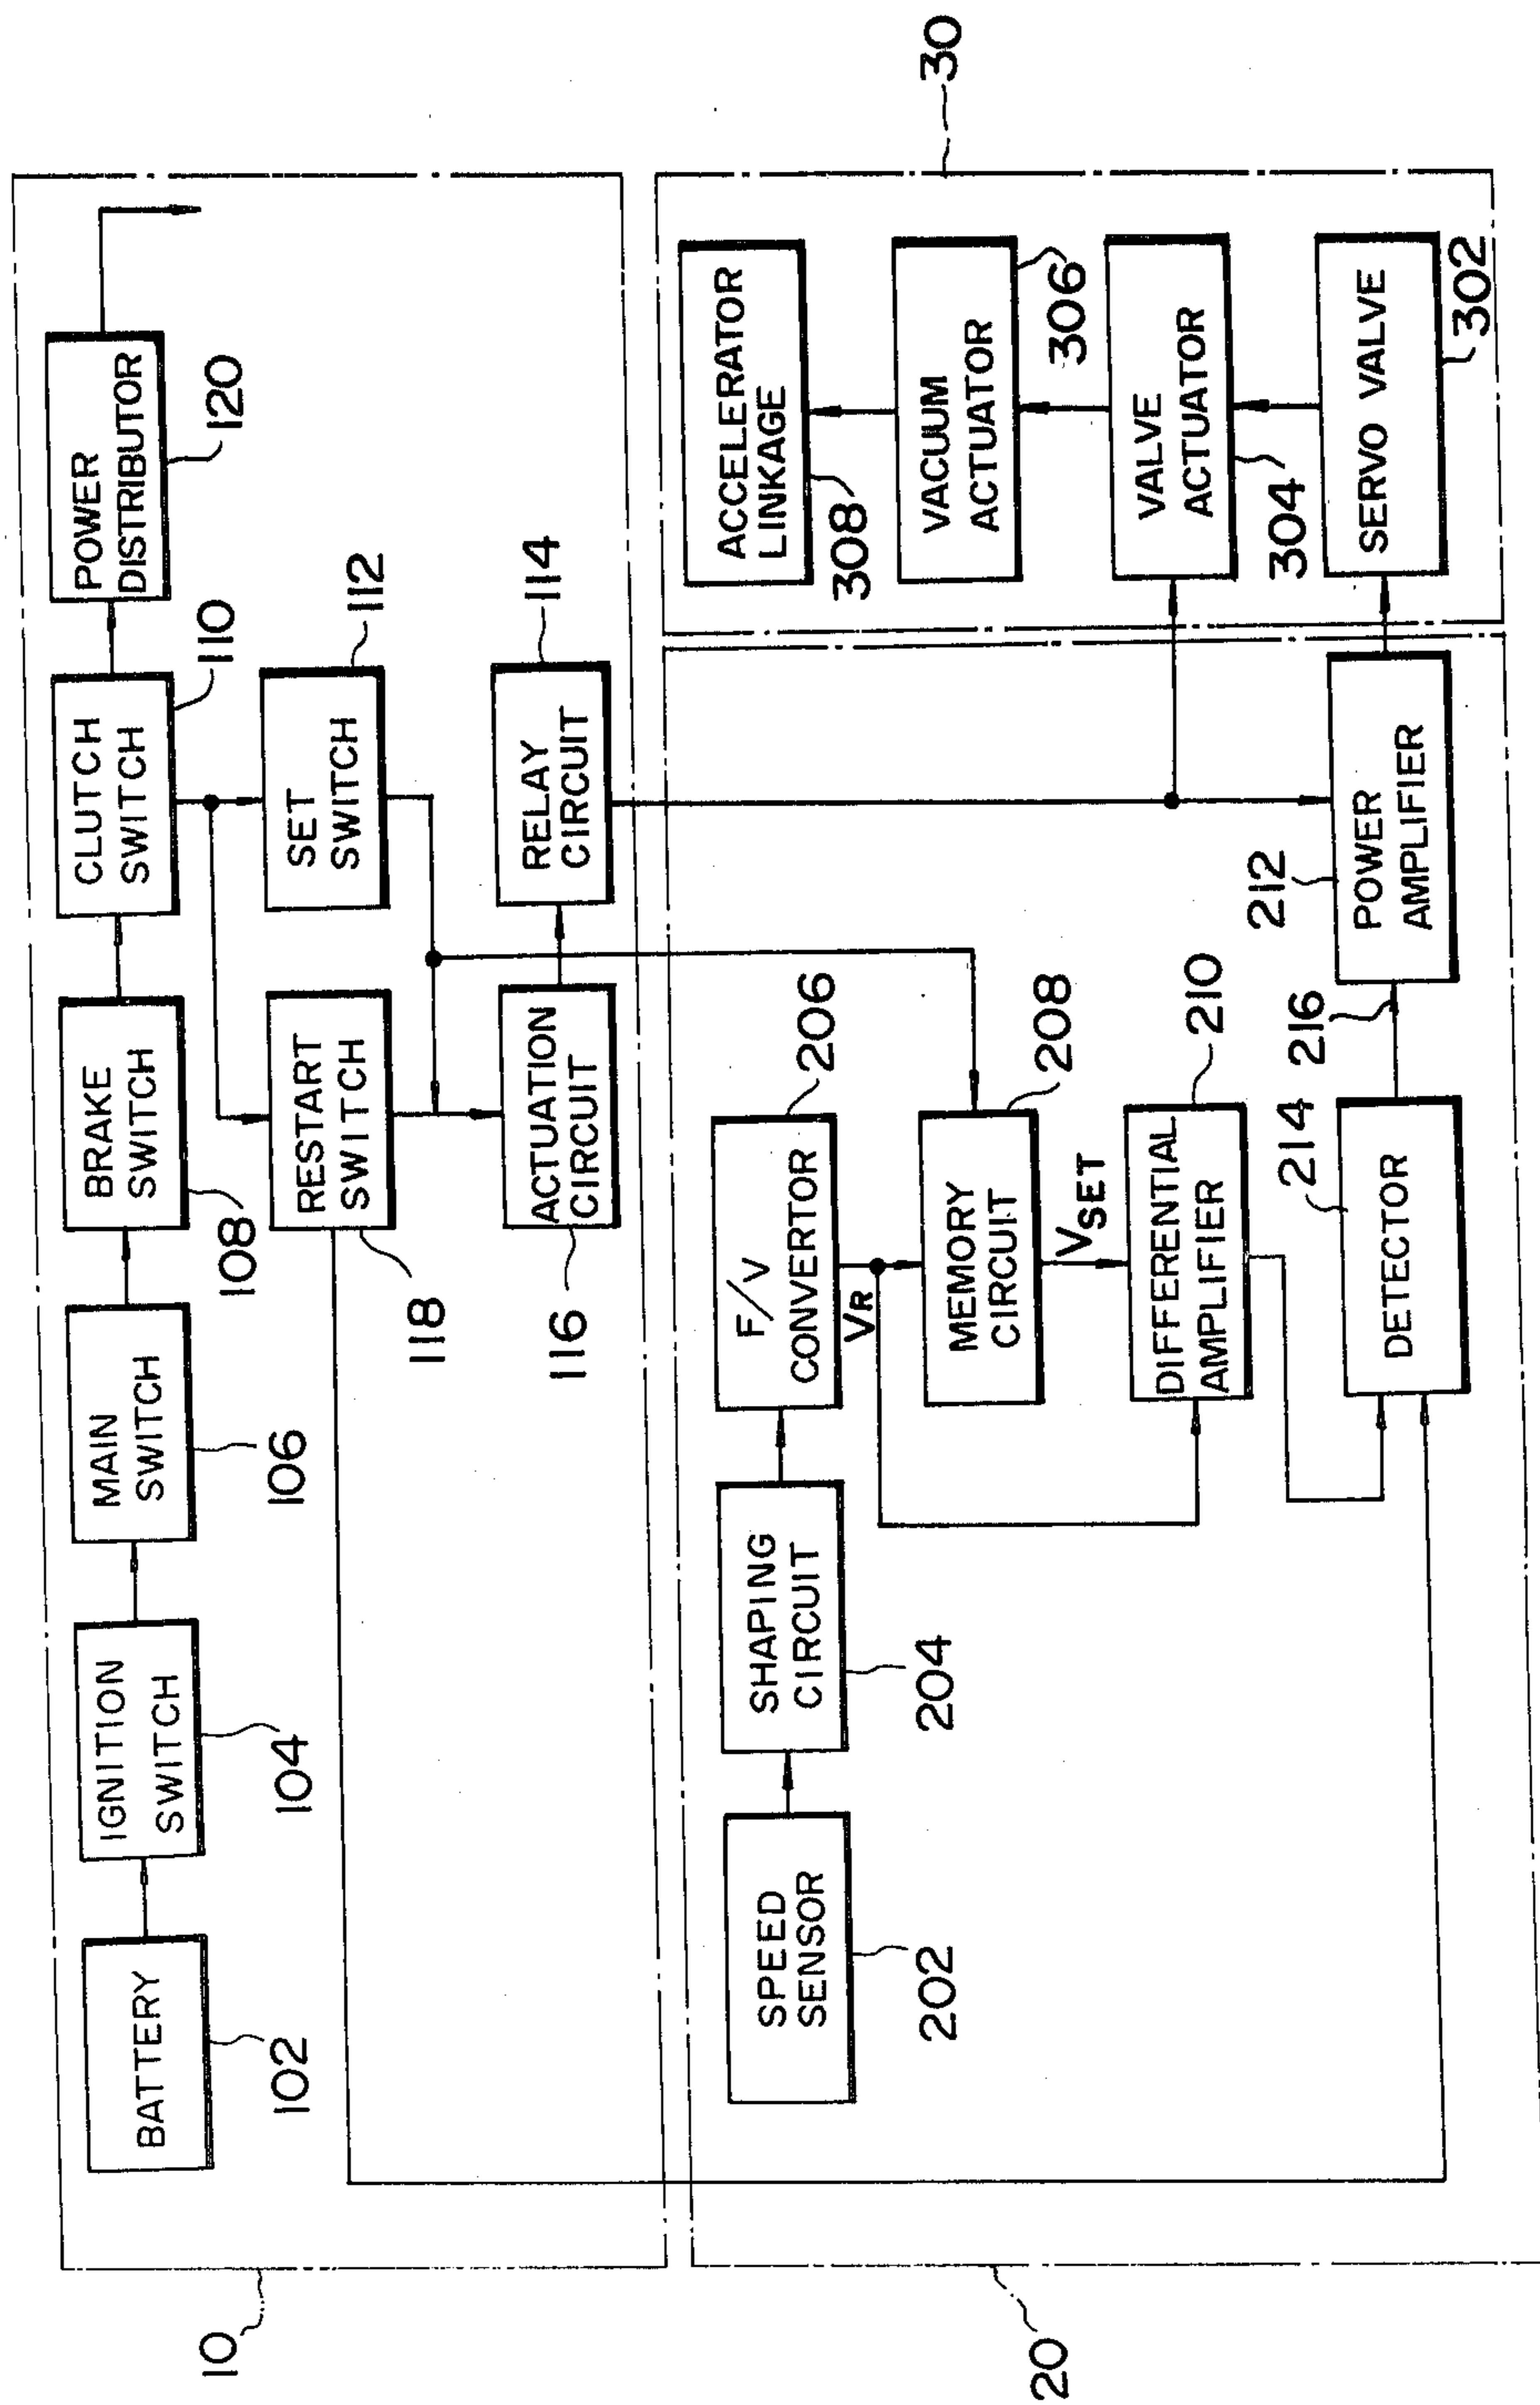 10
BATTERY
102
IGNITION
SWITCH
104
MAIN
SWITCH
106
BRAKE
SWITCH
108
CLUTCH
SWITCH
110
POWER
DISTRIBUTOR
120
RESTART
SWITCH
118
SET
SWITCH
112
ACTUATION
CIRCUIT
116
RELAY
CIRCUIT
114
20
SPEED
SENSOR
202
SHAPING
CIRCUIT
204
F/V
CONVERTOR
206
VR
MEMORY
CIRCUIT
208
VSET
DIFFERENTIAL
AMPLIFIER
210
DETECTOR
214
216
POWER
AMPLIFIER
212
30
ACCELERATOR
LINKAGE
308
VACUUM
ACTUATOR
306
VALVE
ACTUATOR
304
SERVO VALVE
302